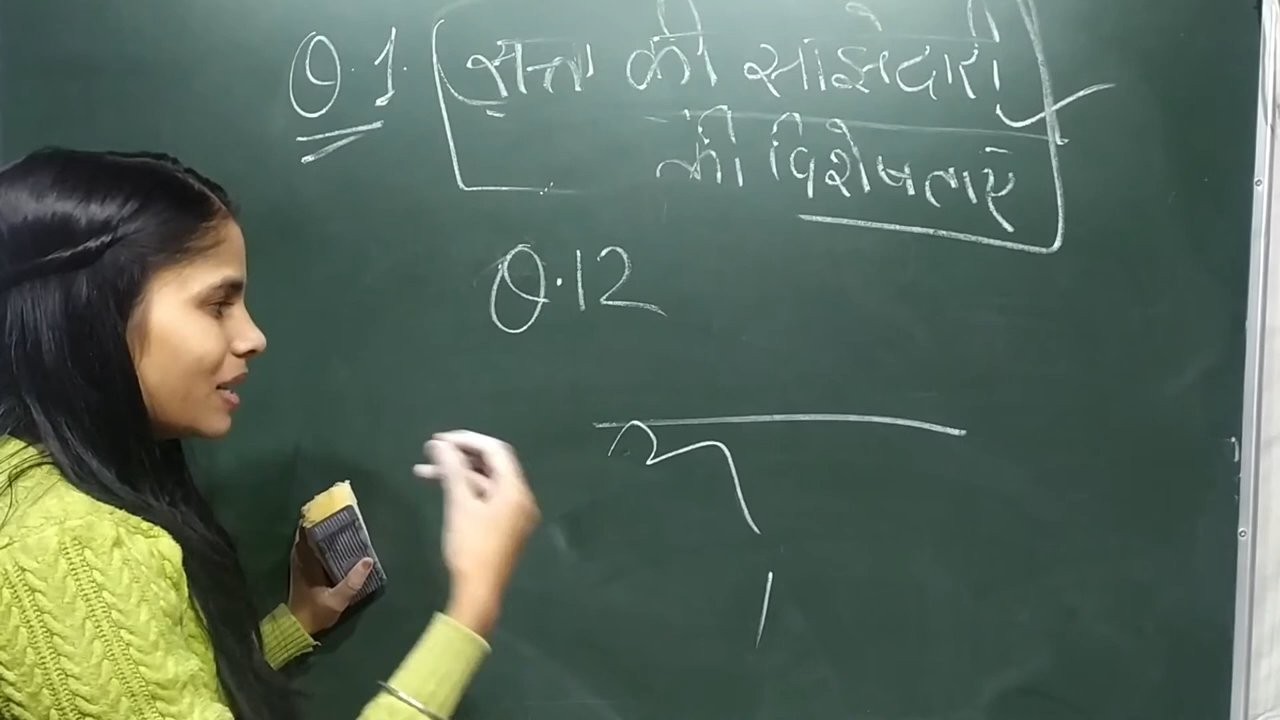 Q.1. सत्ता की साझेदारी
की विशेषताएं
Q.12